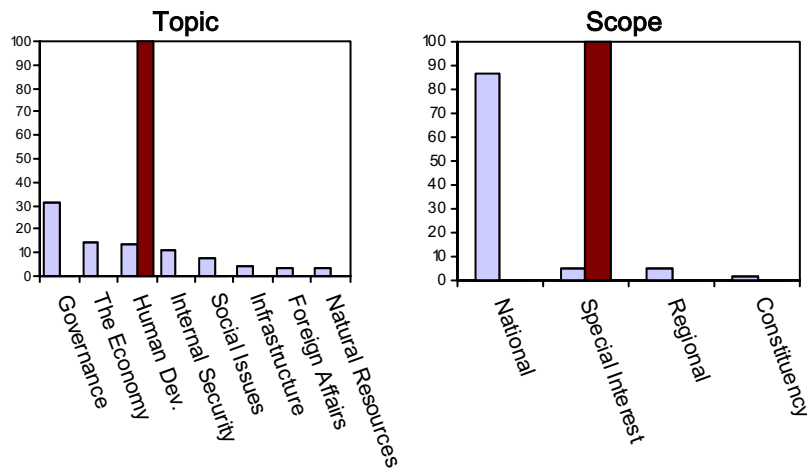 Topic
100
90
80
70
60
50
40
30
20
10
0
Governance
The Economy
Human Dev.
Internal Security
Social Issues
Infrastructure
Foreign Affairs
Natural Resources
Scope
100
90
80
70
60
50
40
30
20
10
0
National
Special Interest
Regional
Constituency